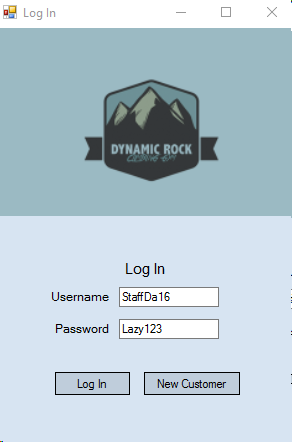 Log In
DYNAMIC ROCK
Log In
Username
StaffDa16
Password
Lazy123
Log In
New Customer